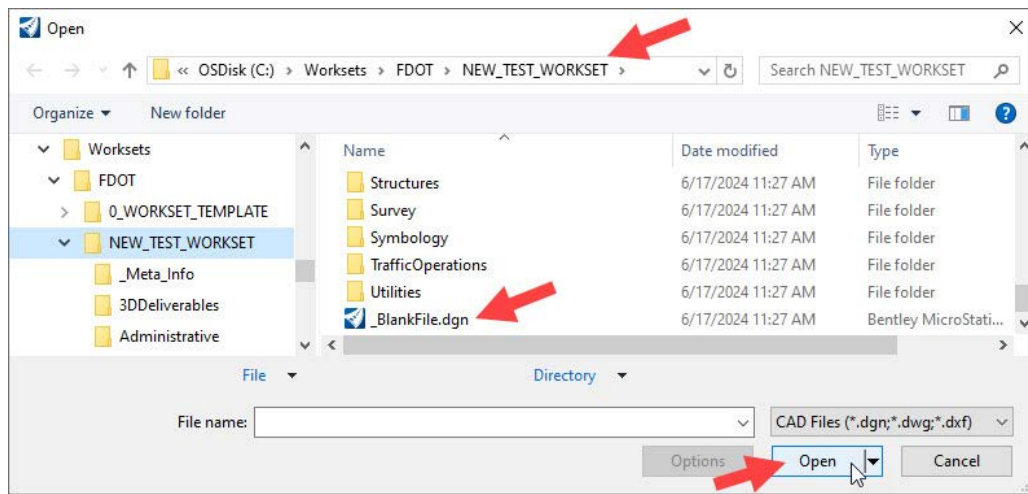 Open
« OSDisk (C:) › Worksets › FDOT › NEW_TEST_WORKSET ›
Search NEW_TEST_WORKSET
Organize New folder
Worksets
FDOT
0_WORKSET_TEMPLATE
NEW_TEST_WORKSET
_Meta_Info
3DDeliverables
Administrative
Name Date modified Type
Structures 6/17/2024 11:27 AM File folder
Survey 6/17/2024 11:27 AM File folder
Symbology 6/17/2024 11:27 AM File folder
TrafficOperations 6/17/2024 11:27 AM File folder
Utilities 6/17/2024 11:27 AM File folder
_BlankFile.dgn 6/17/2024 11:27 AM Bentley MicroStati...
File Directory
File name: CAD Files (*.dgn;*.dwg;*.dxf)
Options Open Cancel